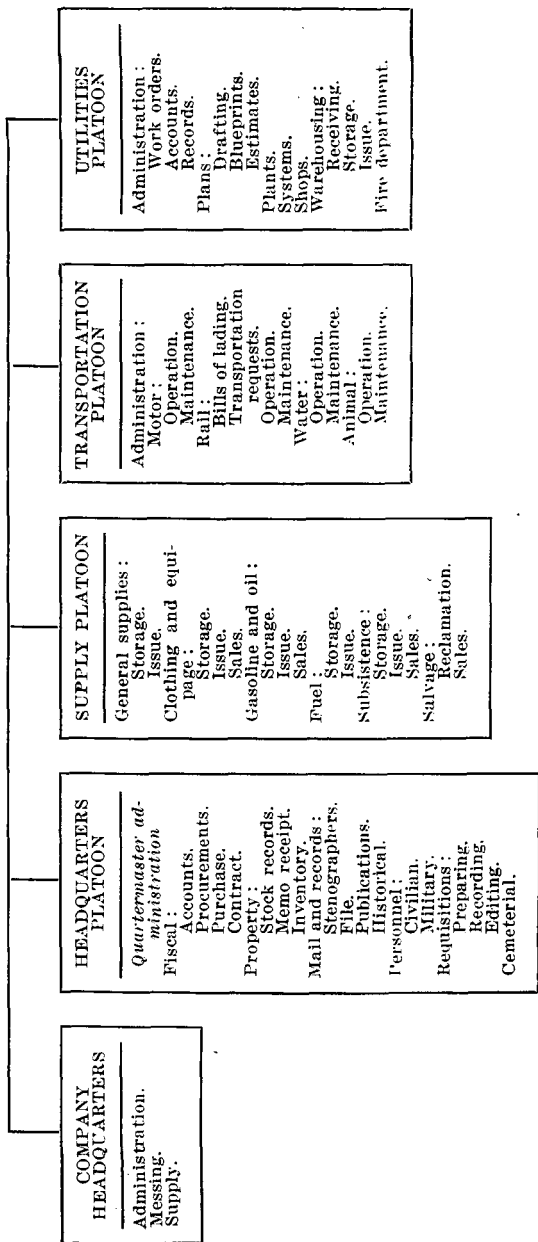 COMPANY
HEADQUARTERS
Administration.
Messing.
Supply.
HEADQUARTERS
PLATOON
Quartermaster ad-
ministration
Fiscal:
Accounts.
Procurements.
Purchase.
Contract.
Property:
Stock records.
Memo receipt.
Inventory.
Mail and records:
Stenographers.
File.
Publications.
Historical.
Personnel:
Civilian.
Military.
Requisitions:
Preparing.
Recording.
Editing.
Cemeterial.
SUPPLY PLATOON
General supplies:
Storage.
Issue.
Clothing and equi-
page:
Storage.
Issue.
Sales.
Gasoline and oil:
Storage.
Issue.
Sales.
Fuel:
Storage.
Issue.
Subsistence:
Storage.
Issue.
Sales.
Salvage:
Reclamation.
Sales.
TRANSPORTATION
PLATOON
Administration:
Motor:
Operation.
Maintenance.
Rail:
Bills of lading.
Transportation
requests.
Operation.
Maintenance.
Water:
Operation.
Maintenance.
Animal:
Operation.
Maintenance.
UTILITIES
PLATOON
Administration:
Work orders.
Accounts.
Records.
Plans:
Drafting.
Blueprints.
Estimates.
Plants.
Systems.
Shops.
Warehousing:
Receiving.
Storage.
Issue.
Fire department.